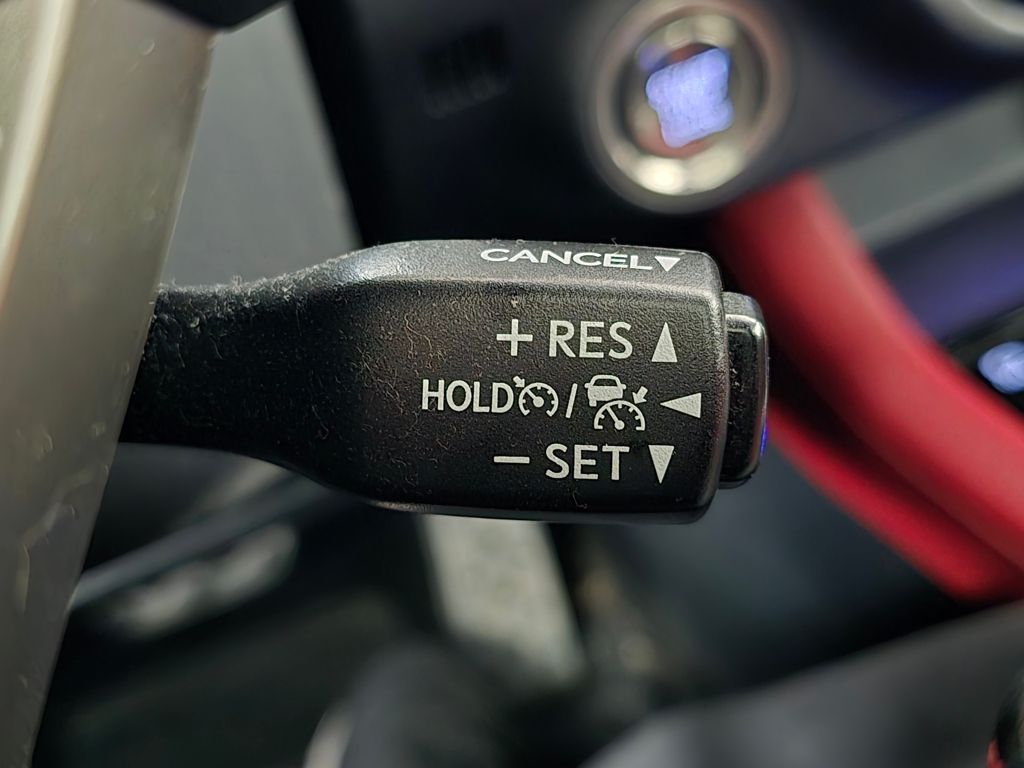 CANCEL▼
+ RES ▲
HOLD / ◀
− SET ▼